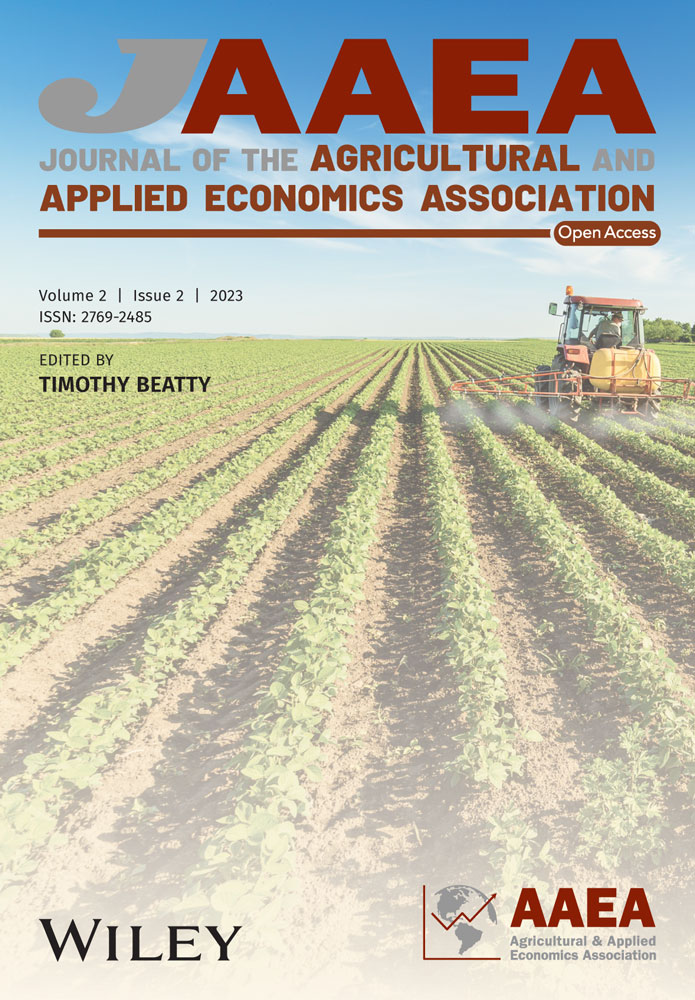 JAAEA
JOURNAL OF THE AGRICULTURAL AND
APPLIED ECONOMICS ASSOCIATION
Open Access
Volume 2 | Issue 2 | 2023
ISSN: 2769-2485
EDITED BY
TIMOTHY BEATTY
WILEY
AAEA
Agricultural & Applied
Economics Association